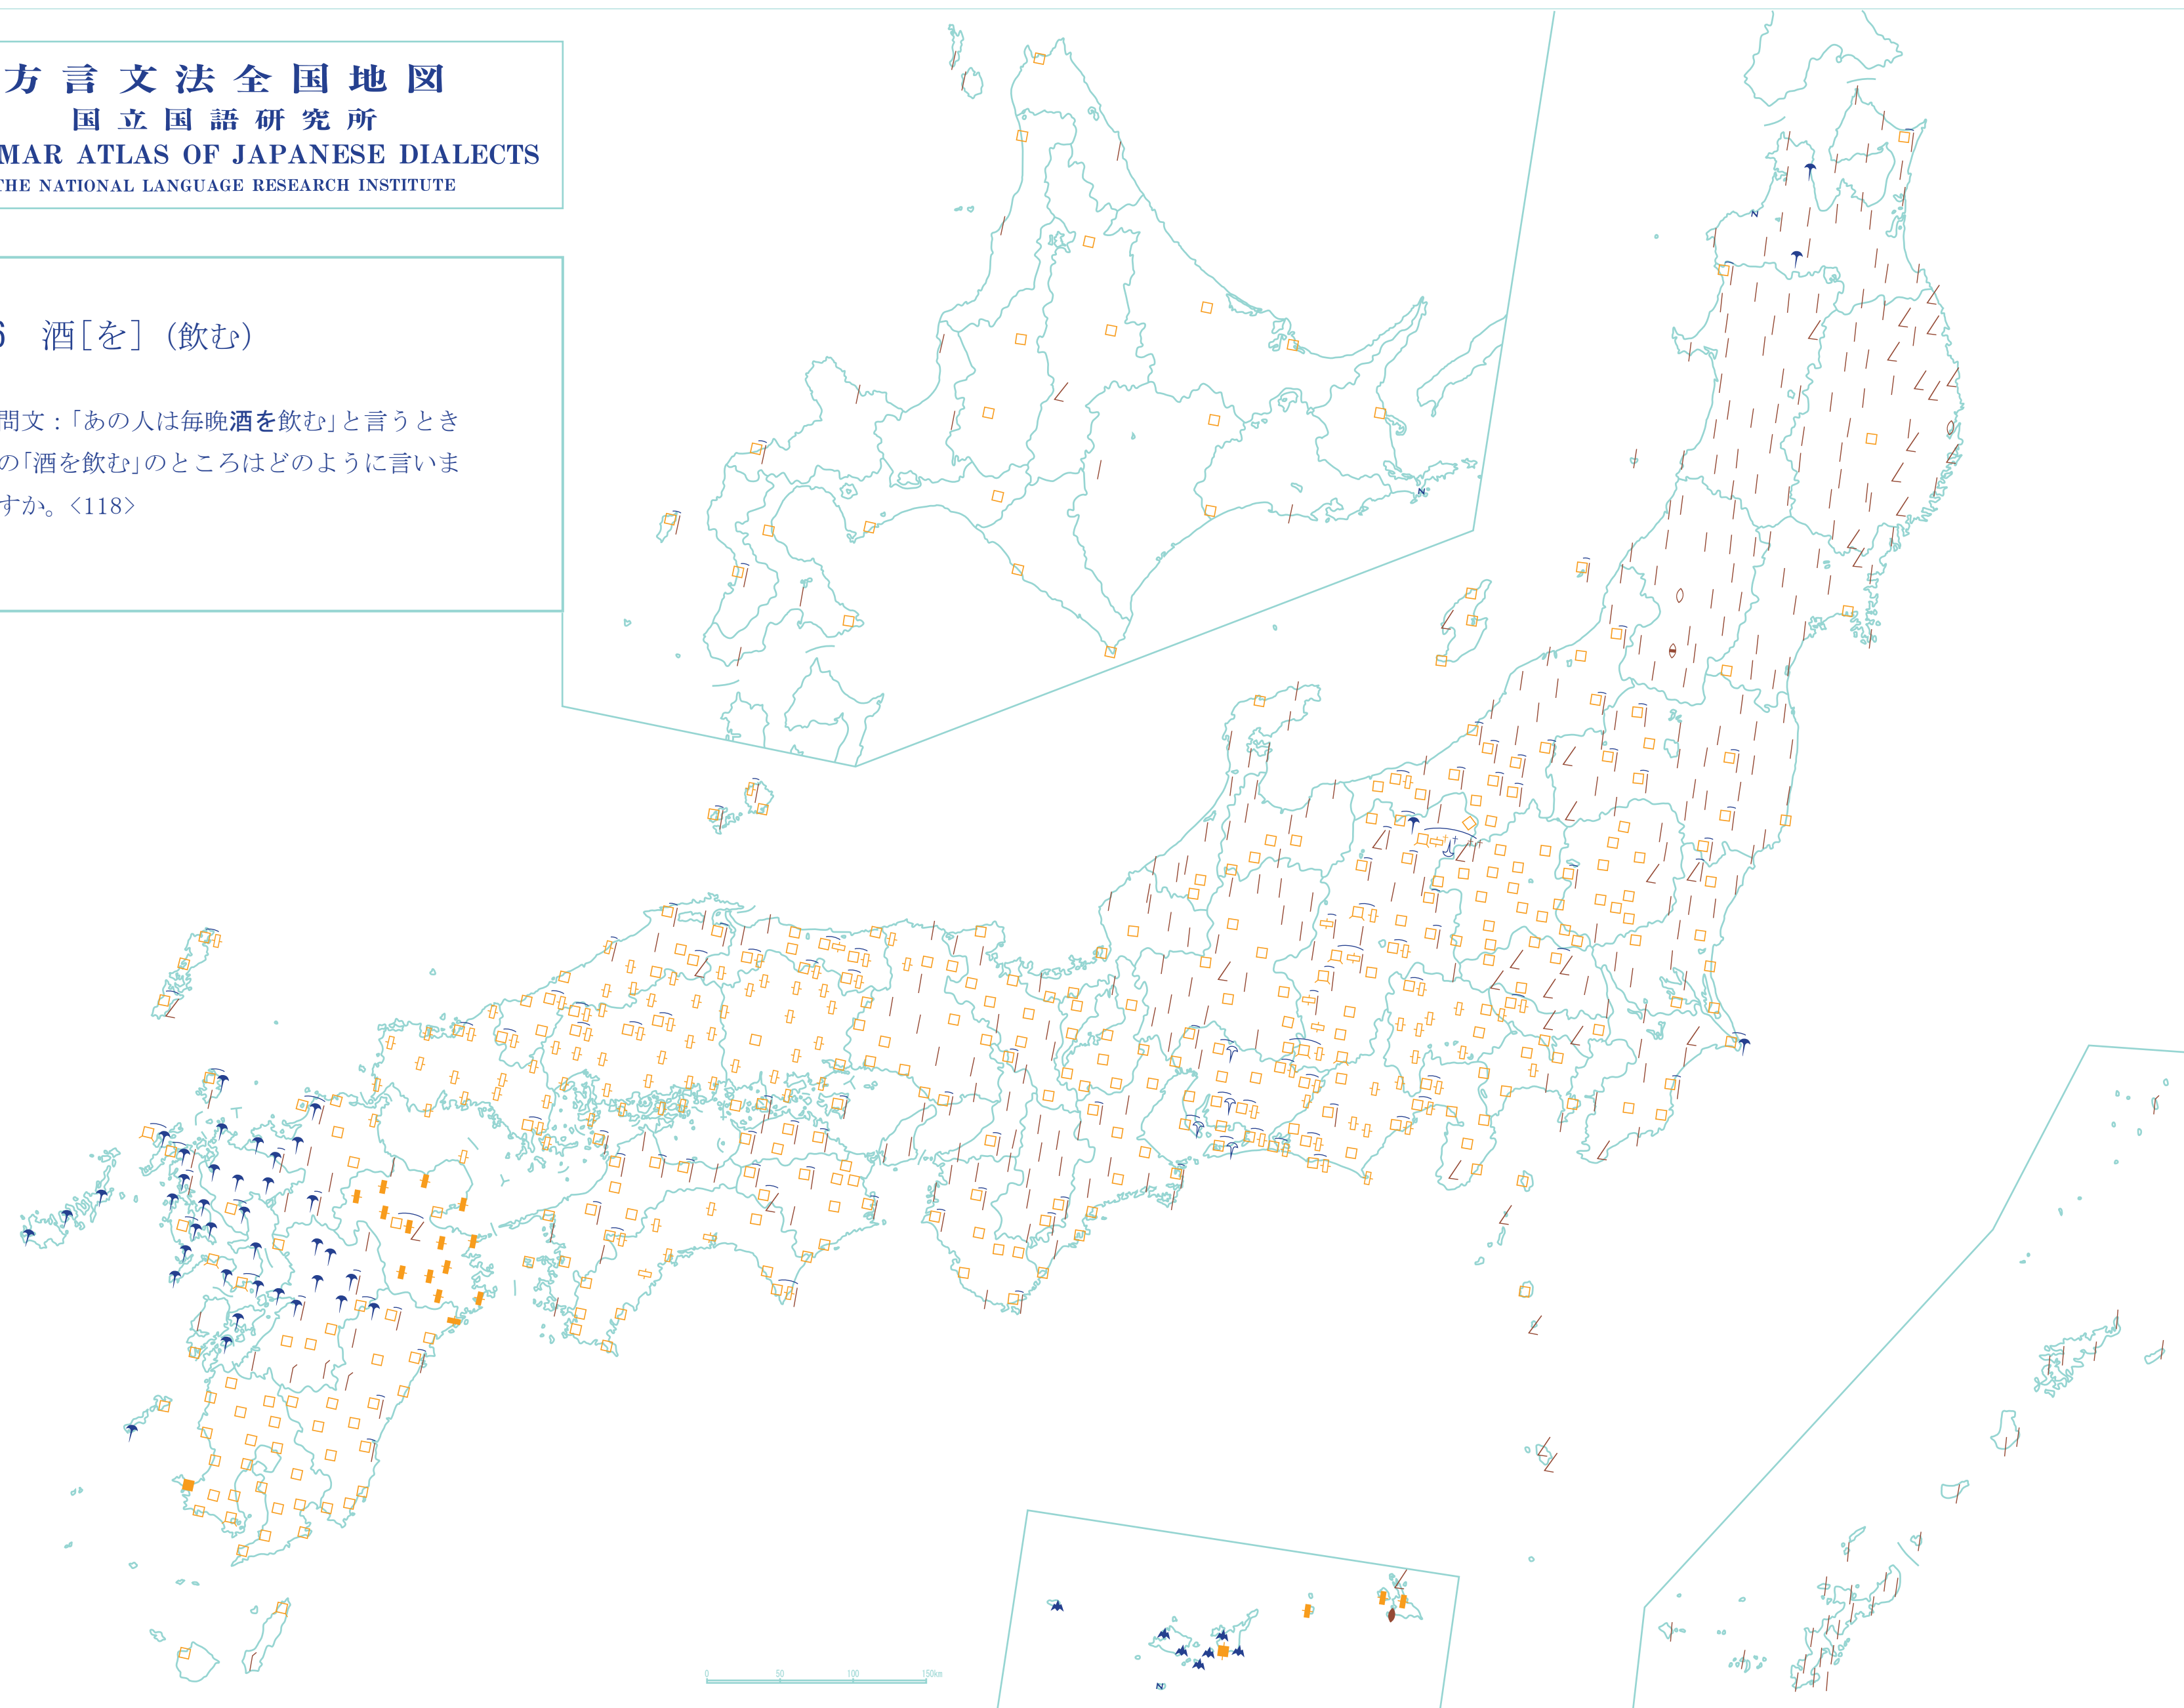 方言文法全国地図
国立国語研究所
MAR ATLAS OF JAPANESE DIALECTS
THE NATIONAL LANGUAGE RESEARCH INSTITUTE
6 酒[を](飲む)
問文:「あの人は毎晩酒を飲む」と言うとき
の「酒を飲む」のところはどのように言いま
すか。<118>
N
N
0 50 100 150km
N